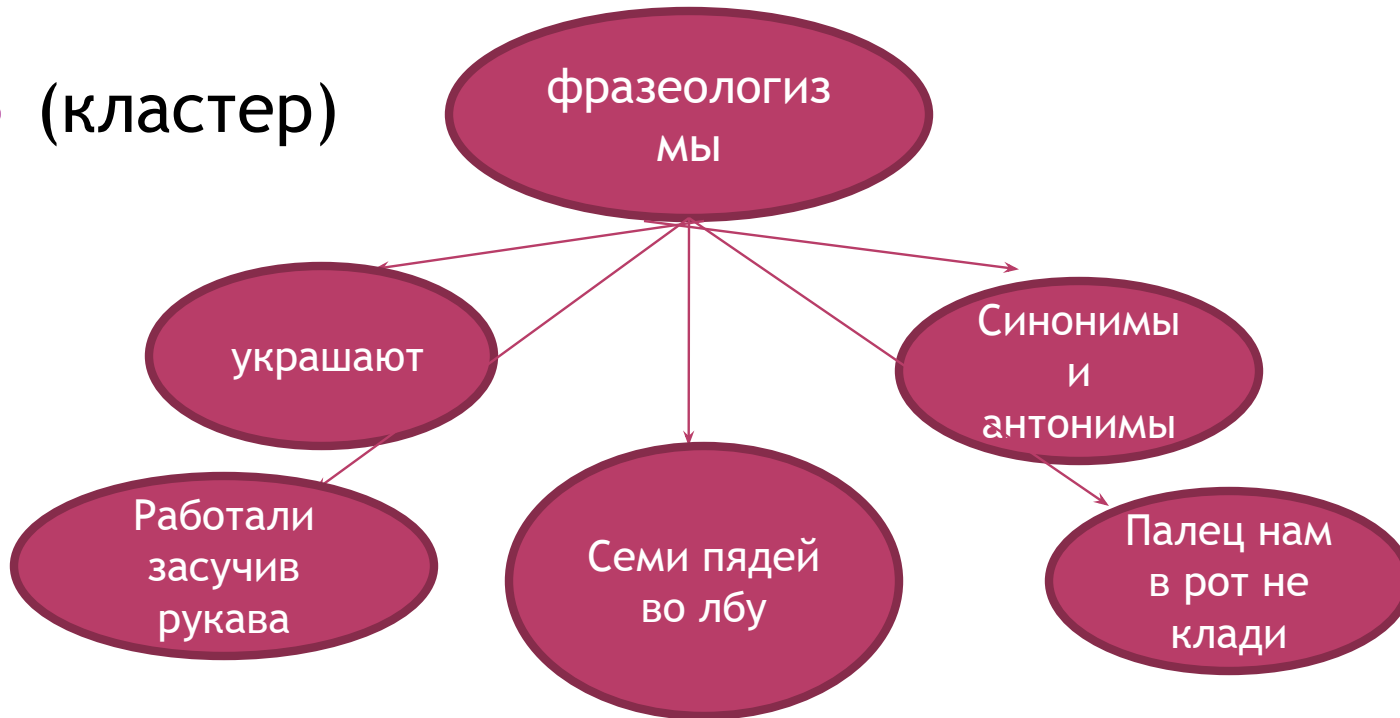 (кластер)
фразеологиз
мы
украшают
Синонимы
и
антонимы
Работали
засучив
рукава
Семи пядей
во лбу
Палец нам
в рот не
клади